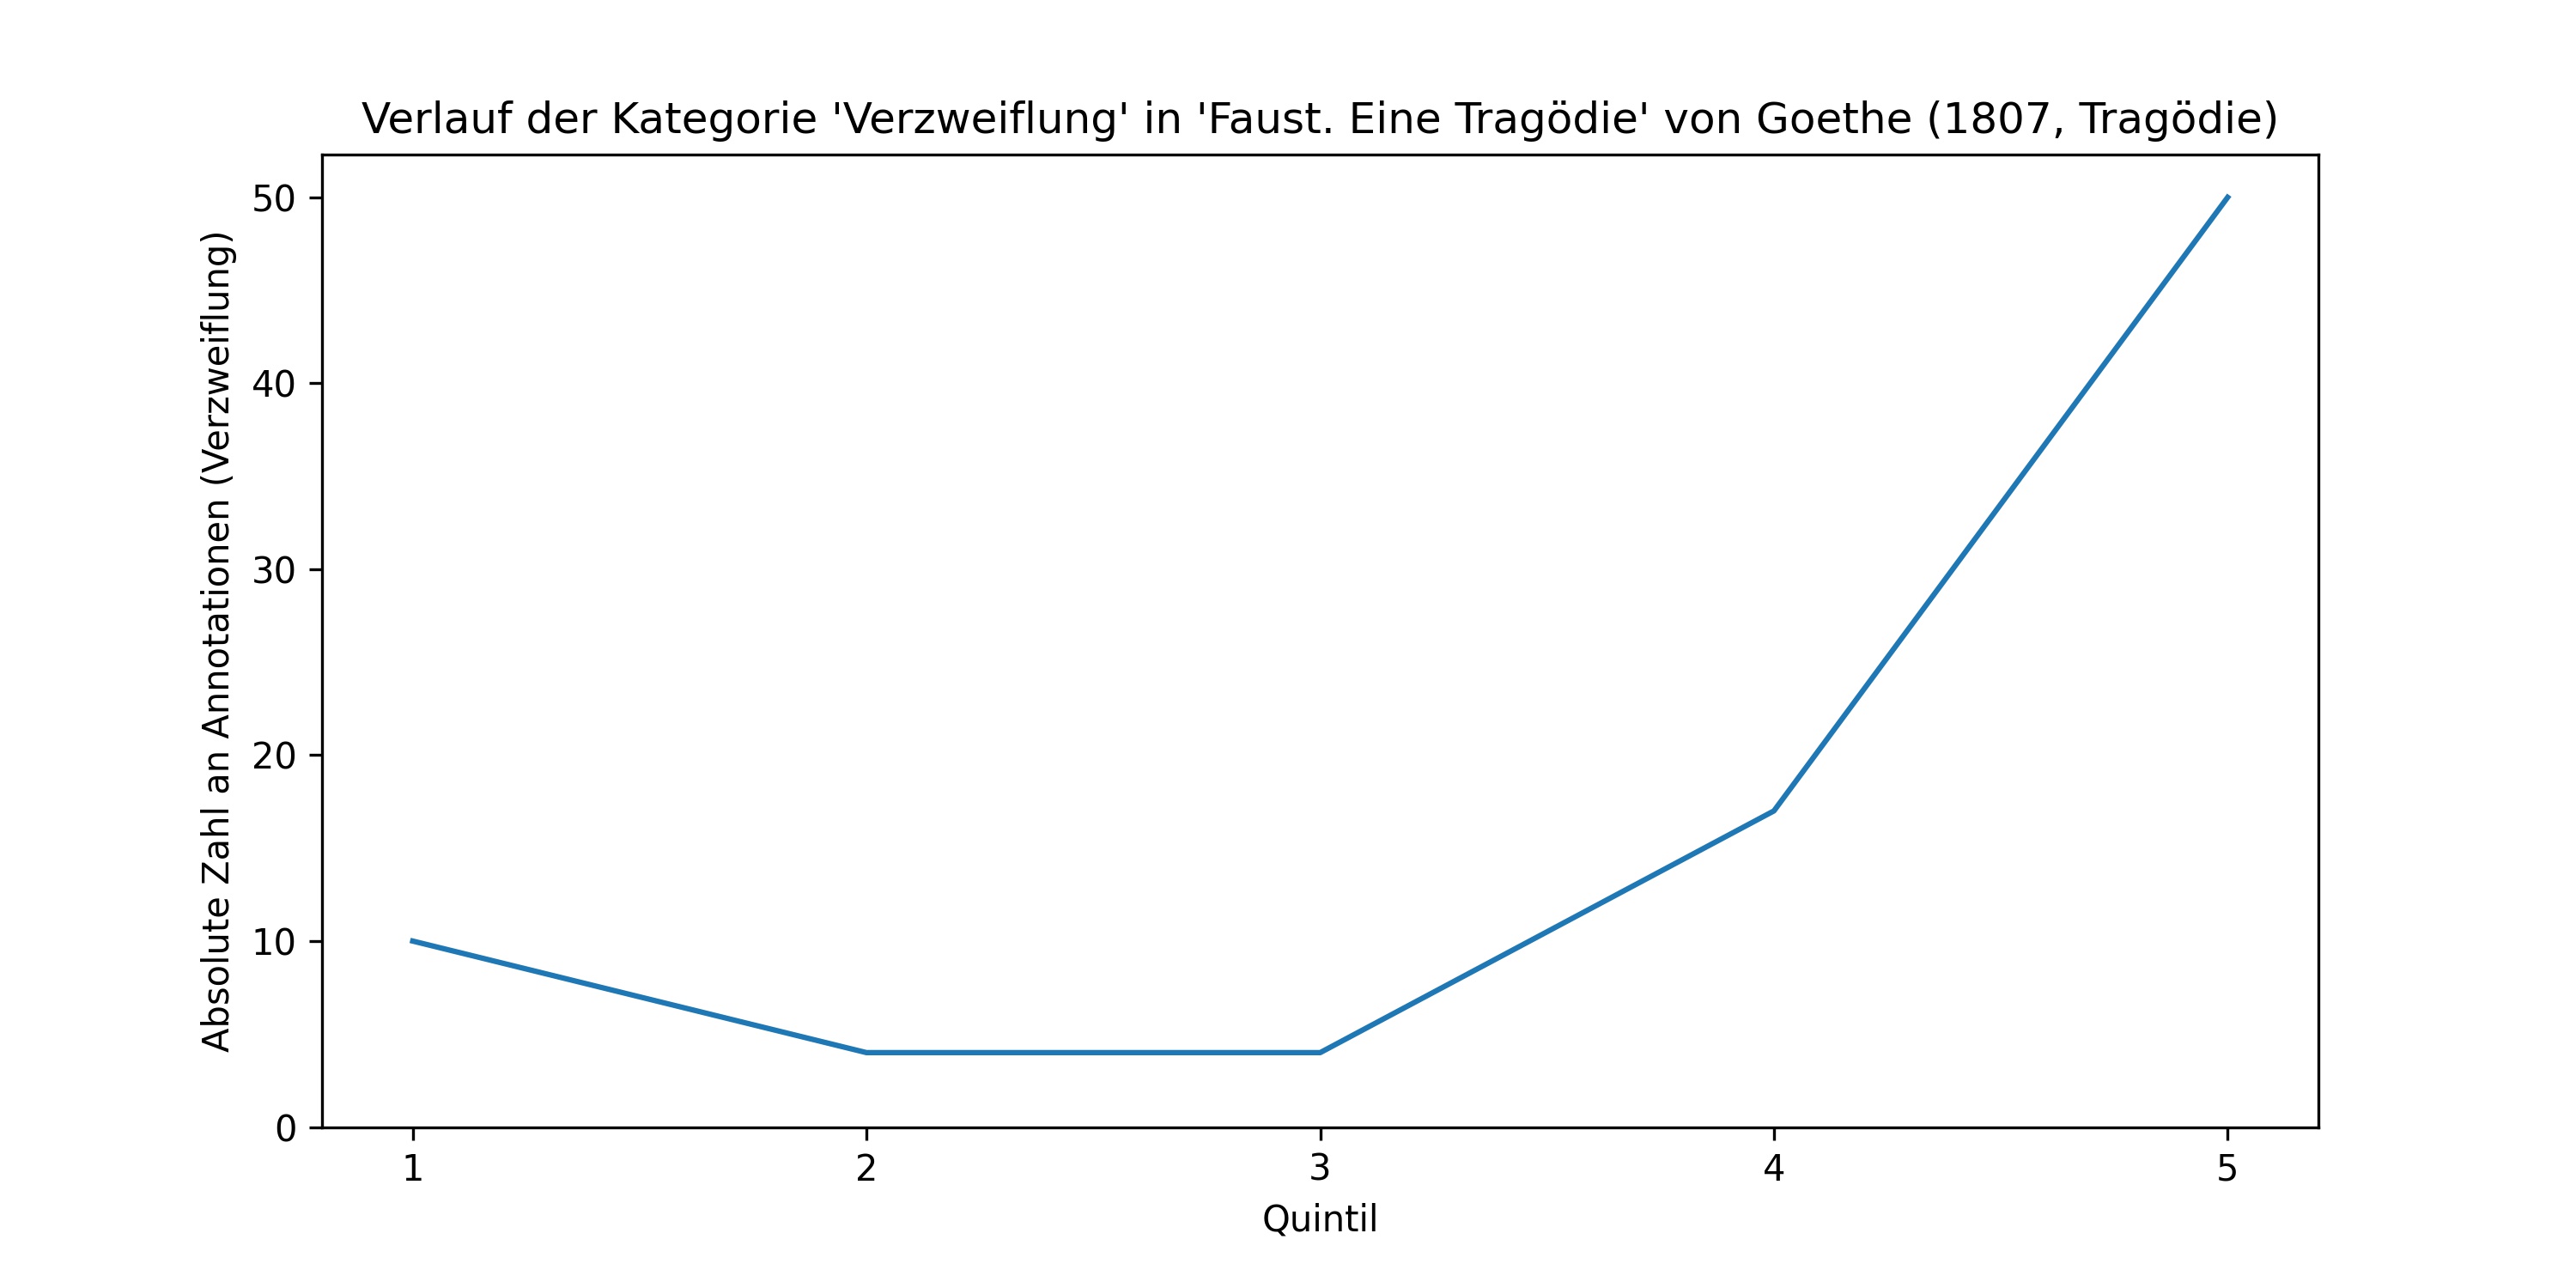 Verlauf der Kategorie 'Verzweiflung' in 'Faust. Eine Tragödie' von Goethe (1807, Tragödie)
Absolute Zahl an Annotationen (Verzweiflung)
50
40
30
20
10
0
1 2 3 4 5
Quintil